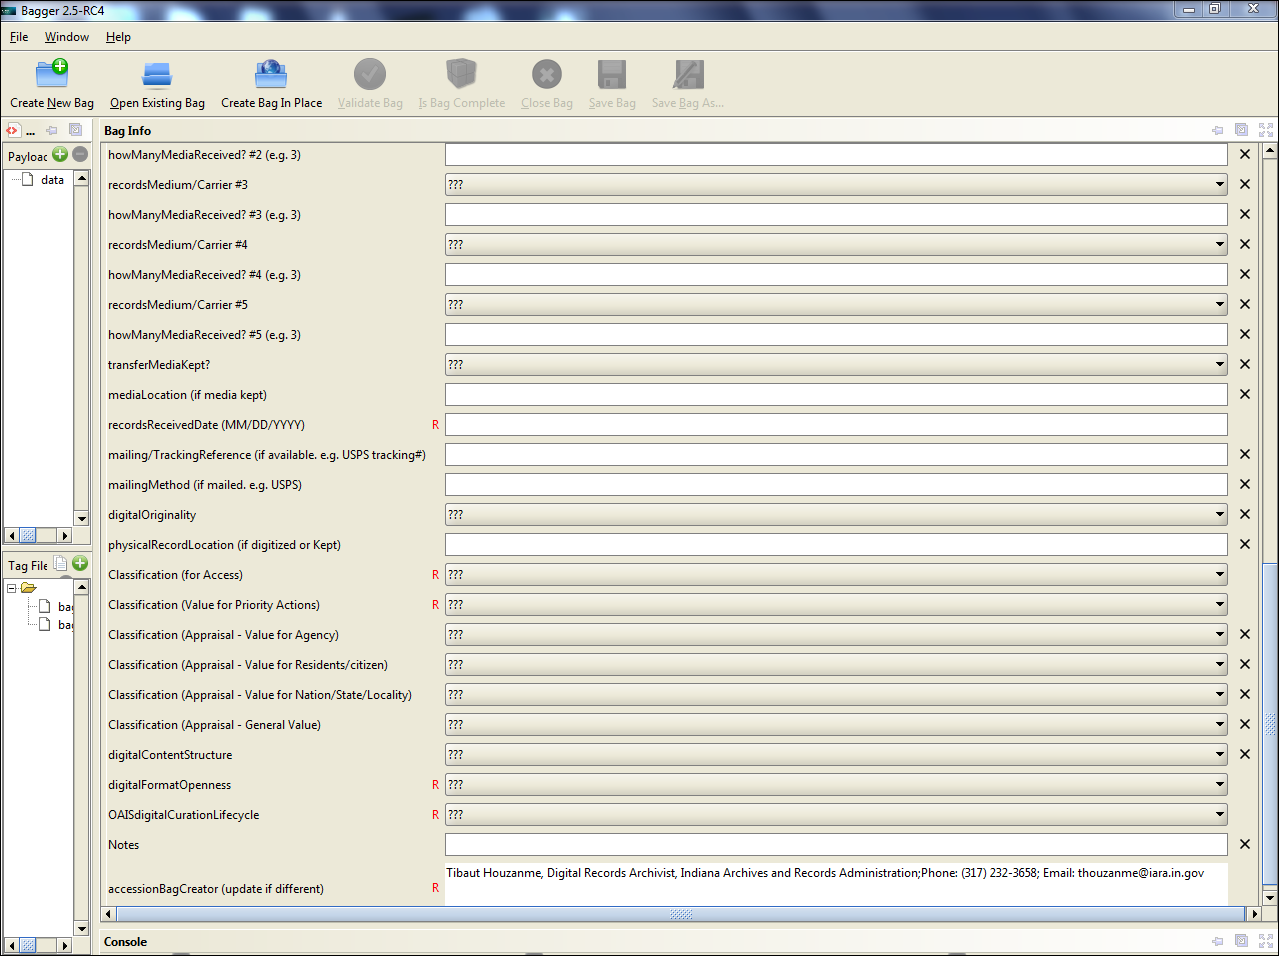 Bagger 2.5-RC4
File Window Help
Create New Bag Open Existing Bag Create Bag In Place Validate Bag Is Bag Complete Close Bag Save Bag Save Bag As...
... Bag Info
Payload
data
howManyMediaReceived? #2 (e.g. 3)
recordsMedium/Carrier #3 ???
howManyMediaReceived? #3 (e.g. 3)
recordsMedium/Carrier #4 ???
howManyMediaReceived? #4 (e.g. 3)
recordsMedium/Carrier #5 ???
howManyMediaReceived? #5 (e.g. 3)
transferMediaKept? ???
mediaLocation (if media kept)
recordsReceivedDate (MM/DD/YYYY) R
mailing/TrackingReference (if available. e.g. USPS tracking#)
mailingMethod (if mailed. e.g. USPS)
digitalOriginality ???
physicalRecordLocation (if digitized or Kept)
Tag File
ba
ba
Classification (for Access) R ???
Classification (Value for Priority Actions) R ???
Classification (Appraisal - Value for Agency) ???
Classification (Appraisal - Value for Residents/citizen) ???
Classification (Appraisal - Value for Nation/State/Locality) ???
Classification (Appraisal - General Value) ???
digitalContentStructure ???
digitalFormatOpenness R ???
OAISdigitalCurationLifecycle R ???
Notes
accessionBagCreator (update if different) R Tibaut Houzanme, Digital Records Archivist, Indiana Archives and Records Administration;Phone: (317) 232-3658; Email: thouzanme@iara.in.gov
Console